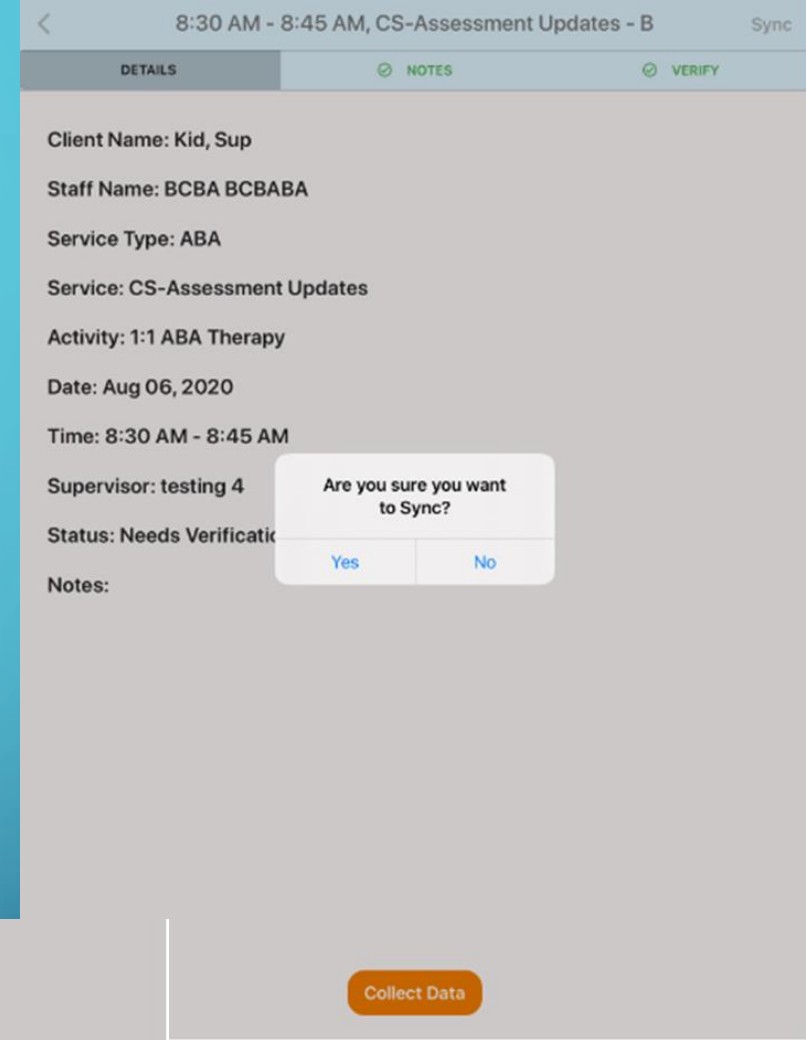 8:30 AM - 8:45 AM, CS-Assessment Updates - B Sync
DETAILS NOTES VERIFY
Client Name: Kid, Sup
Staff Name: BCBA BCBABA
Service Type: ABA
Service: CS-Assessment Updates
Activity: 1:1 ABA Therapy
Date: Aug 06, 2020
Time: 8:30 AM - 8:45 AM
Supervisor: testing 4
Status: Needs Verificatio
Notes:
Are you sure you want
to Sync?
Yes No
Collect Data